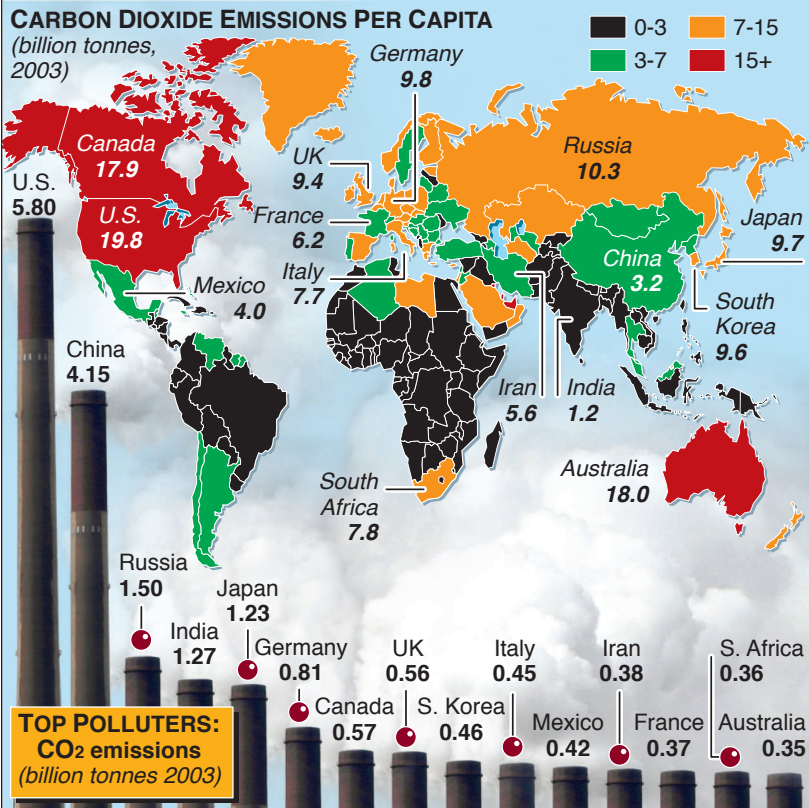 CARBON DIOXIDE EMISSIONS PER CAPITA
(billion tonnes,
2003)
0-3
7-15
3-7
15+
Germany
9.8
Canada
17.9
UK
9.4
Russia
10.3
U.S.
5.80
U.S.
19.8
France
6.2
Japan
9.7
China
3.2
Italy
7.7
Mexico
4.0
South
Korea
9.6
China
4.15
Iran
5.6
India
1.2
South
Africa
7.8
Australia
18.0
Russia
1.50
Japan
1.23
India
1.27
Germany
0.81
UK
0.56
Italy
0.45
Iran
0.38
S. Africa
0.36
Canada
0.57
S. Korea
0.46
Mexico
0.42
France
0.37
Australia
0.35
TOP POLLUTERS:
CO2 emissions
(billion tonnes 2003)